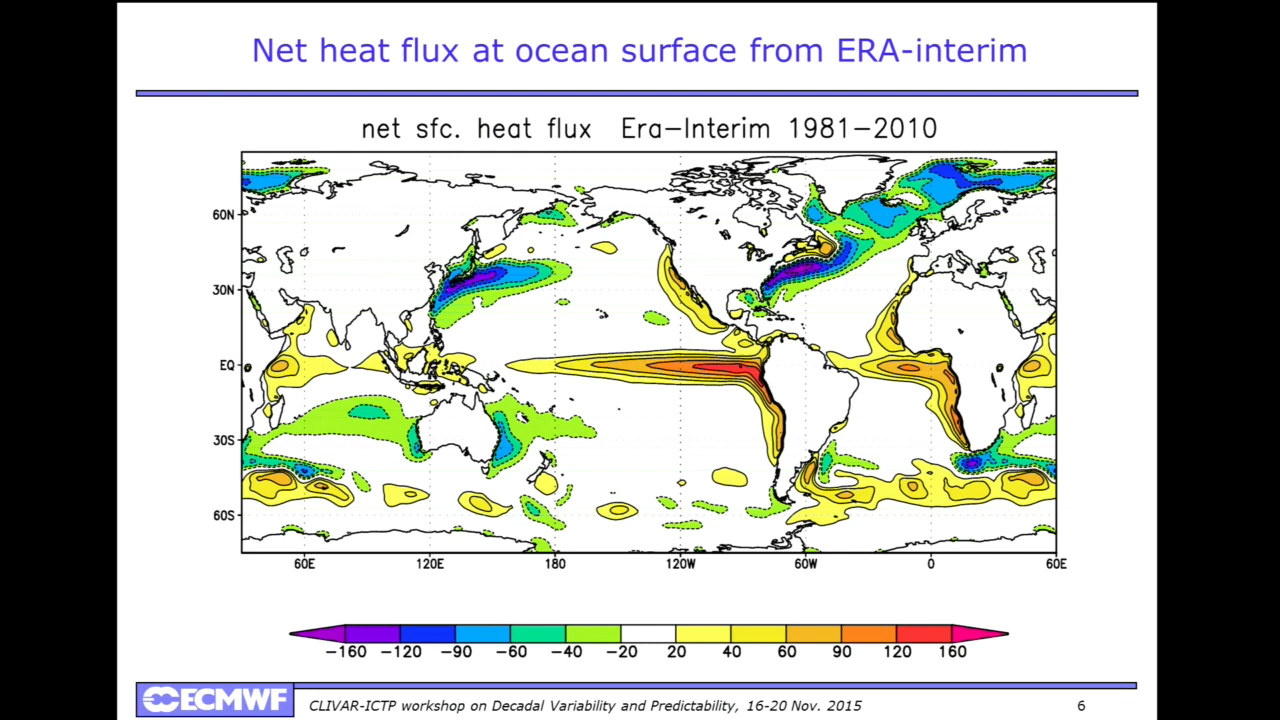 Net heat flux at ocean surface from ERA-interim
net sfc. heat flux Era-Interim 1981-2010
60N
30N
EQ
30S
60S
60E 120E 180 120W 60W 0 60E
-160 -120 -90 -60 -40 -20 20 40 60 90 120 160
ECMWF
CLIVAR-ICTP workshop on Decadal Variability and Predictability, 16-20 Nov. 2015
6